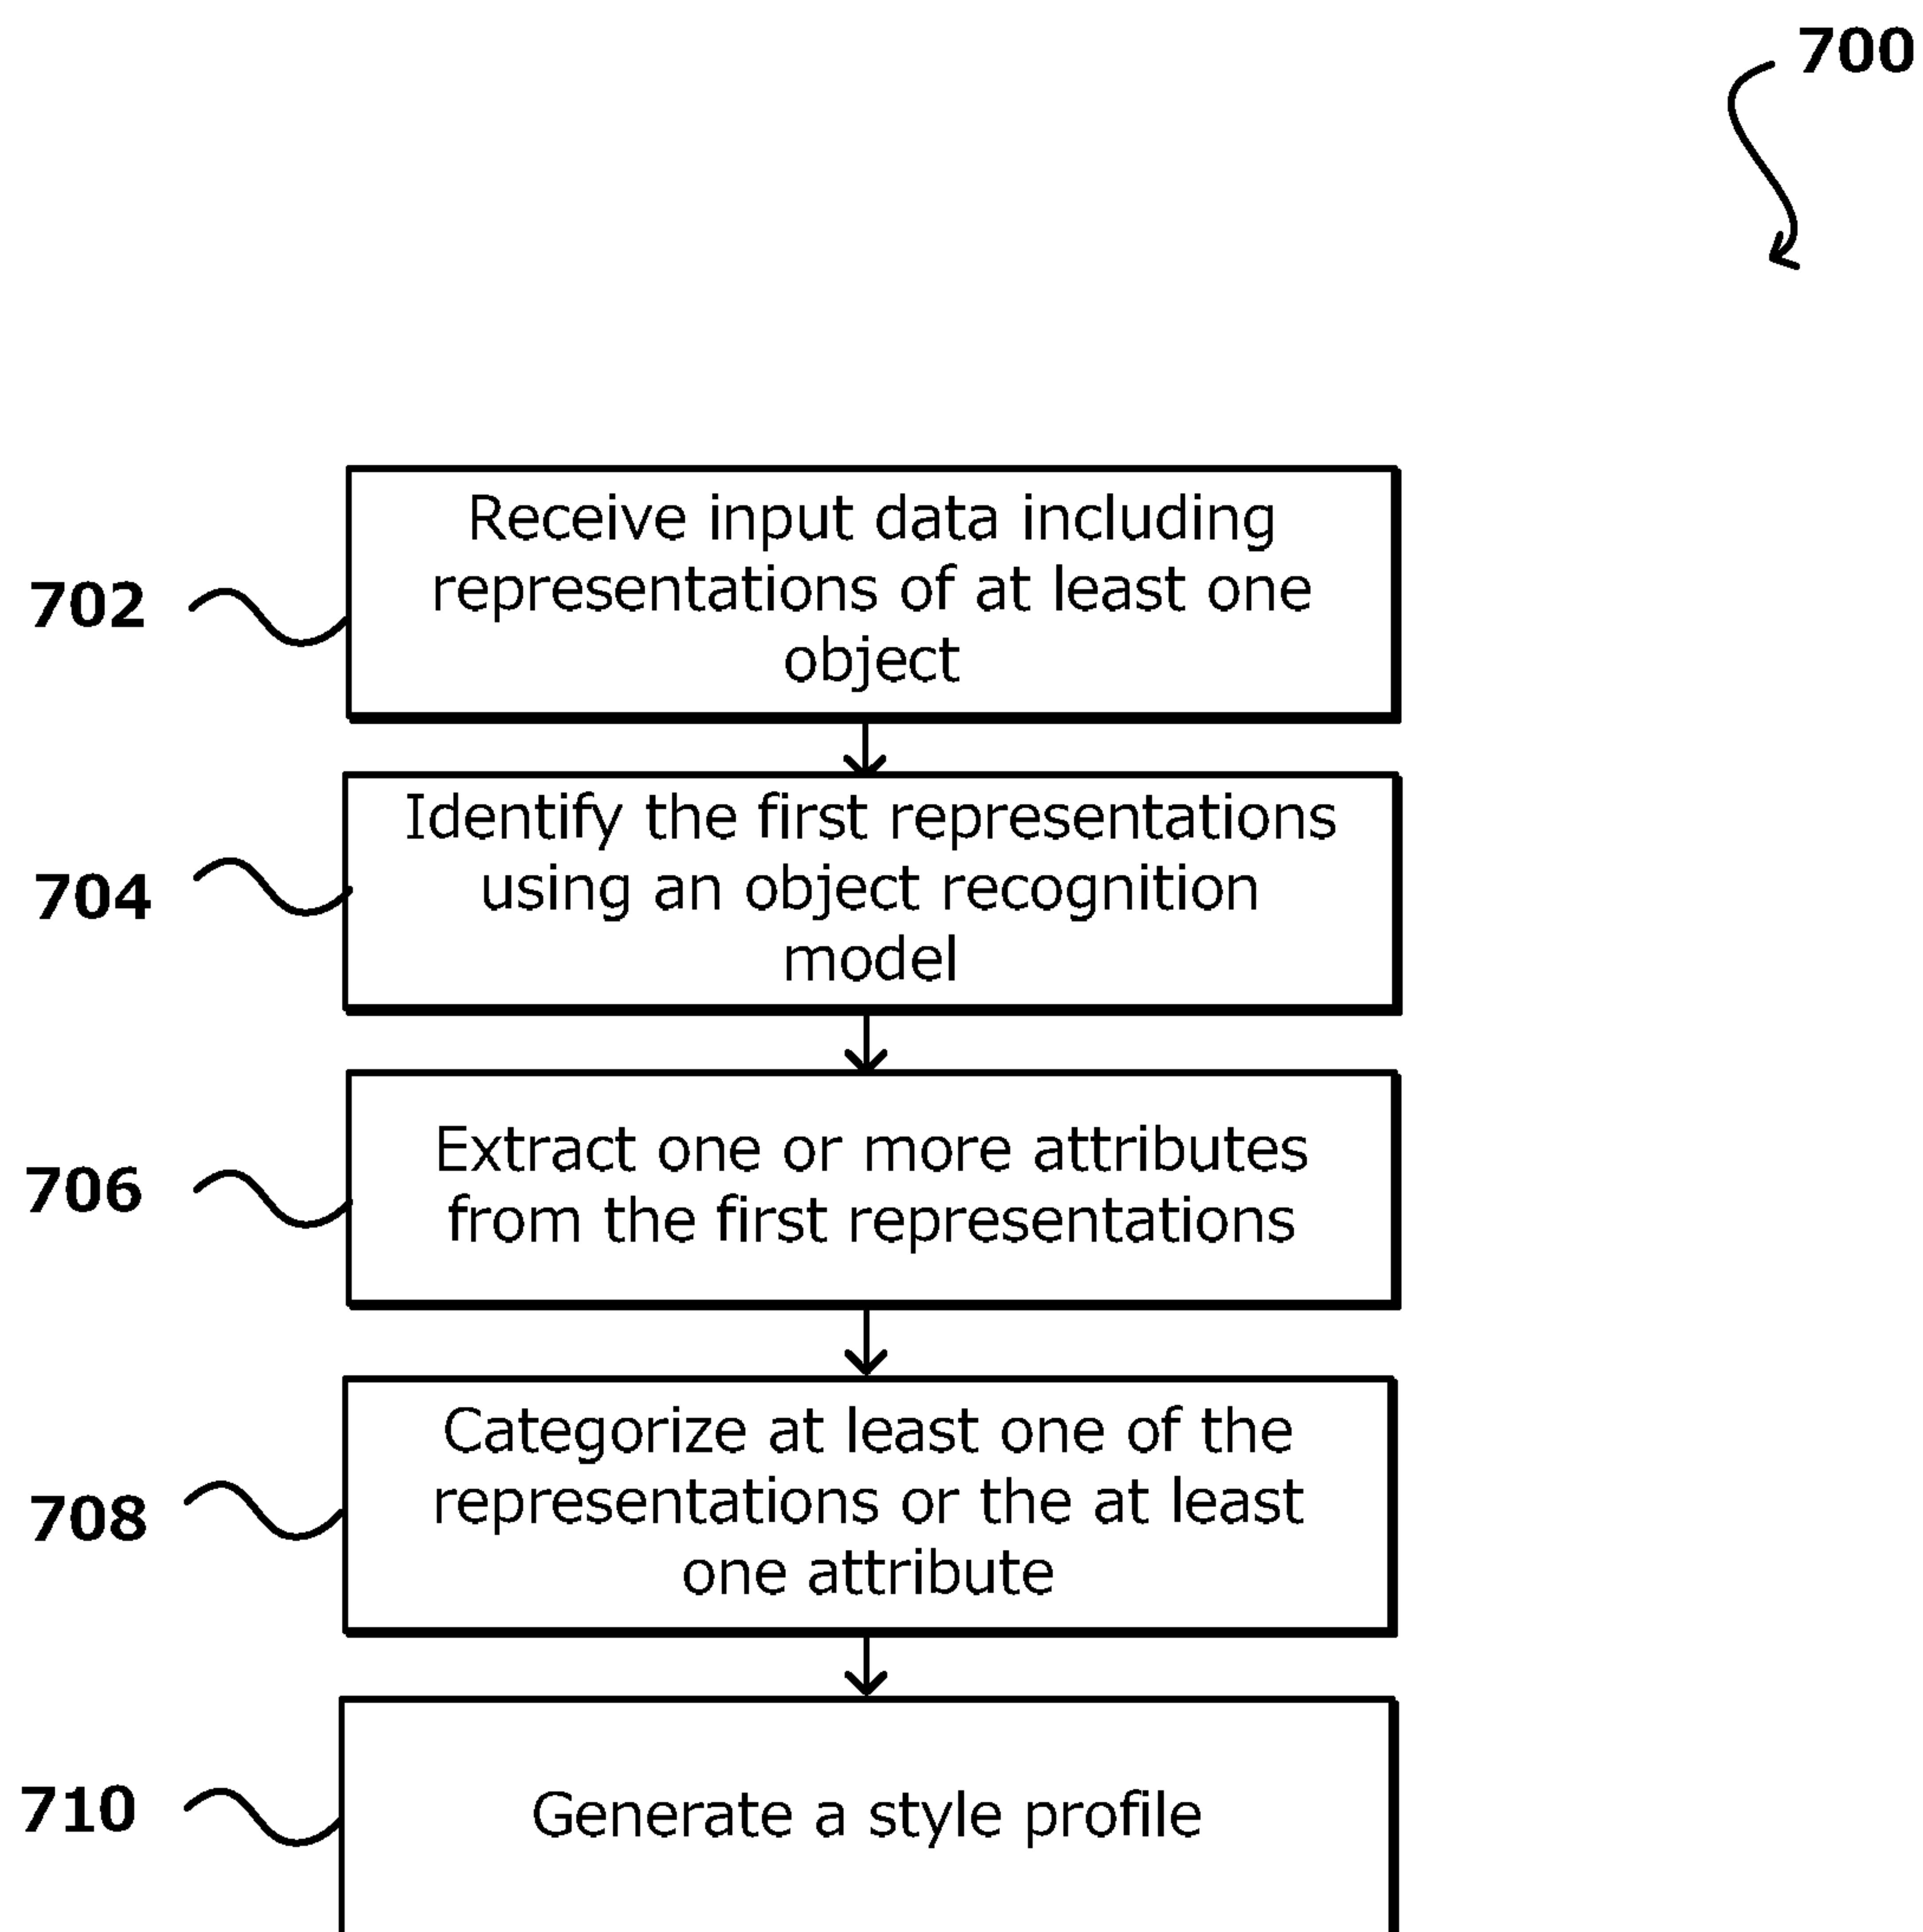 700
Receive input data including
representations of at least one
object
702
Identify the first representations
using an object recognition
model
704
Extract one or more attributes
from the first representations
706
Categorize at least one of the
representations or the at least
one attribute
708
Generate a style profile
710